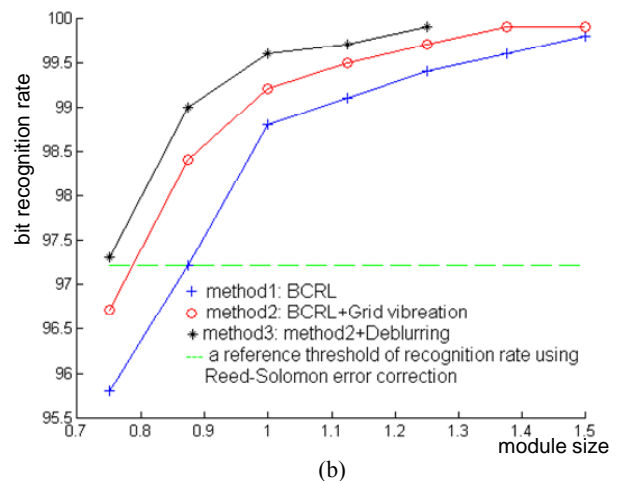 100
99.5
99
98.5
98
97.5
97
96.5
96
95.5
bit recognition rate
method1: BCRL
method2: BCRL+Grid vibreation
method3: method2+Deblurring
a reference threshold of recognition rate using
Reed-Solomon error correction
0.7 0.8 0.9 1 1.1 1.2 1.3 1.4 1.5
module size
(b)